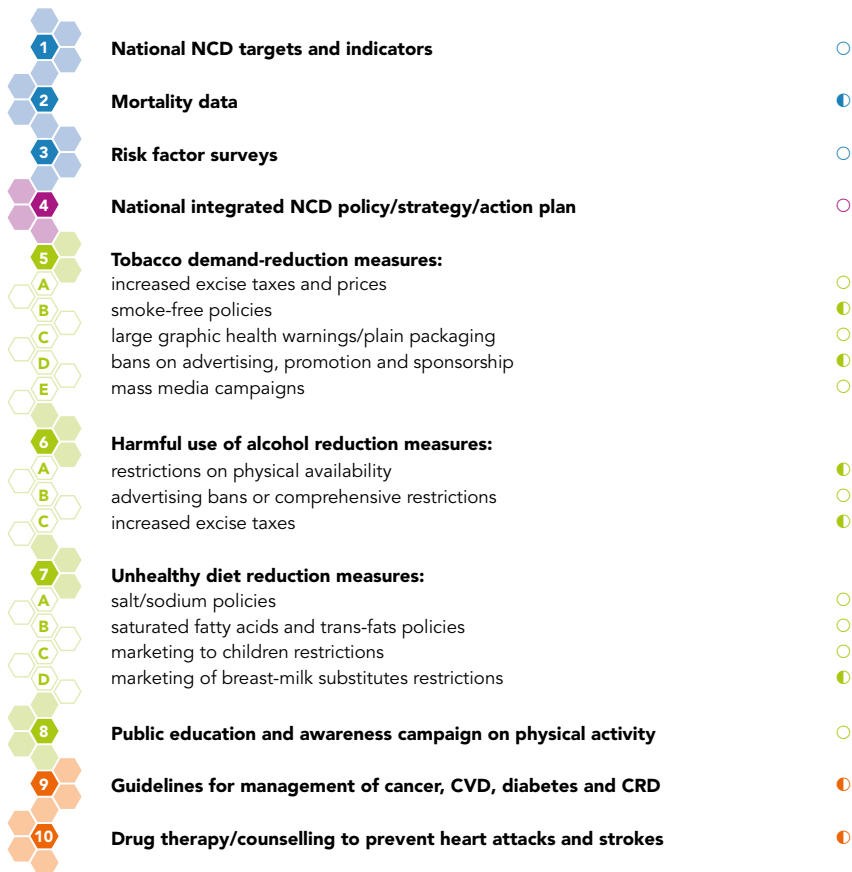 1 National NCD targets and indicators ○
2 Mortality data ◐
3 Risk factor surveys ○
4 National integrated NCD policy/strategy/action plan ○
5 Tobacco demand-reduction measures:
A increased excise taxes and prices ○
B smoke-free policies ◐
C large graphic health warnings/plain packaging ○
D bans on advertising, promotion and sponsorship ◐
E mass media campaigns ○
6 Harmful use of alcohol reduction measures:
A restrictions on physical availability ◐
B advertising bans or comprehensive restrictions ○
C increased excise taxes ◐
7 Unhealthy diet reduction measures:
A salt/sodium policies ○
B saturated fatty acids and trans-fats policies ○
C marketing to children restrictions ○
D marketing of breast-milk substitutes restrictions ◐
8 Public education and awareness campaign on physical activity ○
9 Guidelines for management of cancer, CVD, diabetes and CRD ◐
10 Drug therapy/counselling to prevent heart attacks and strokes ◐